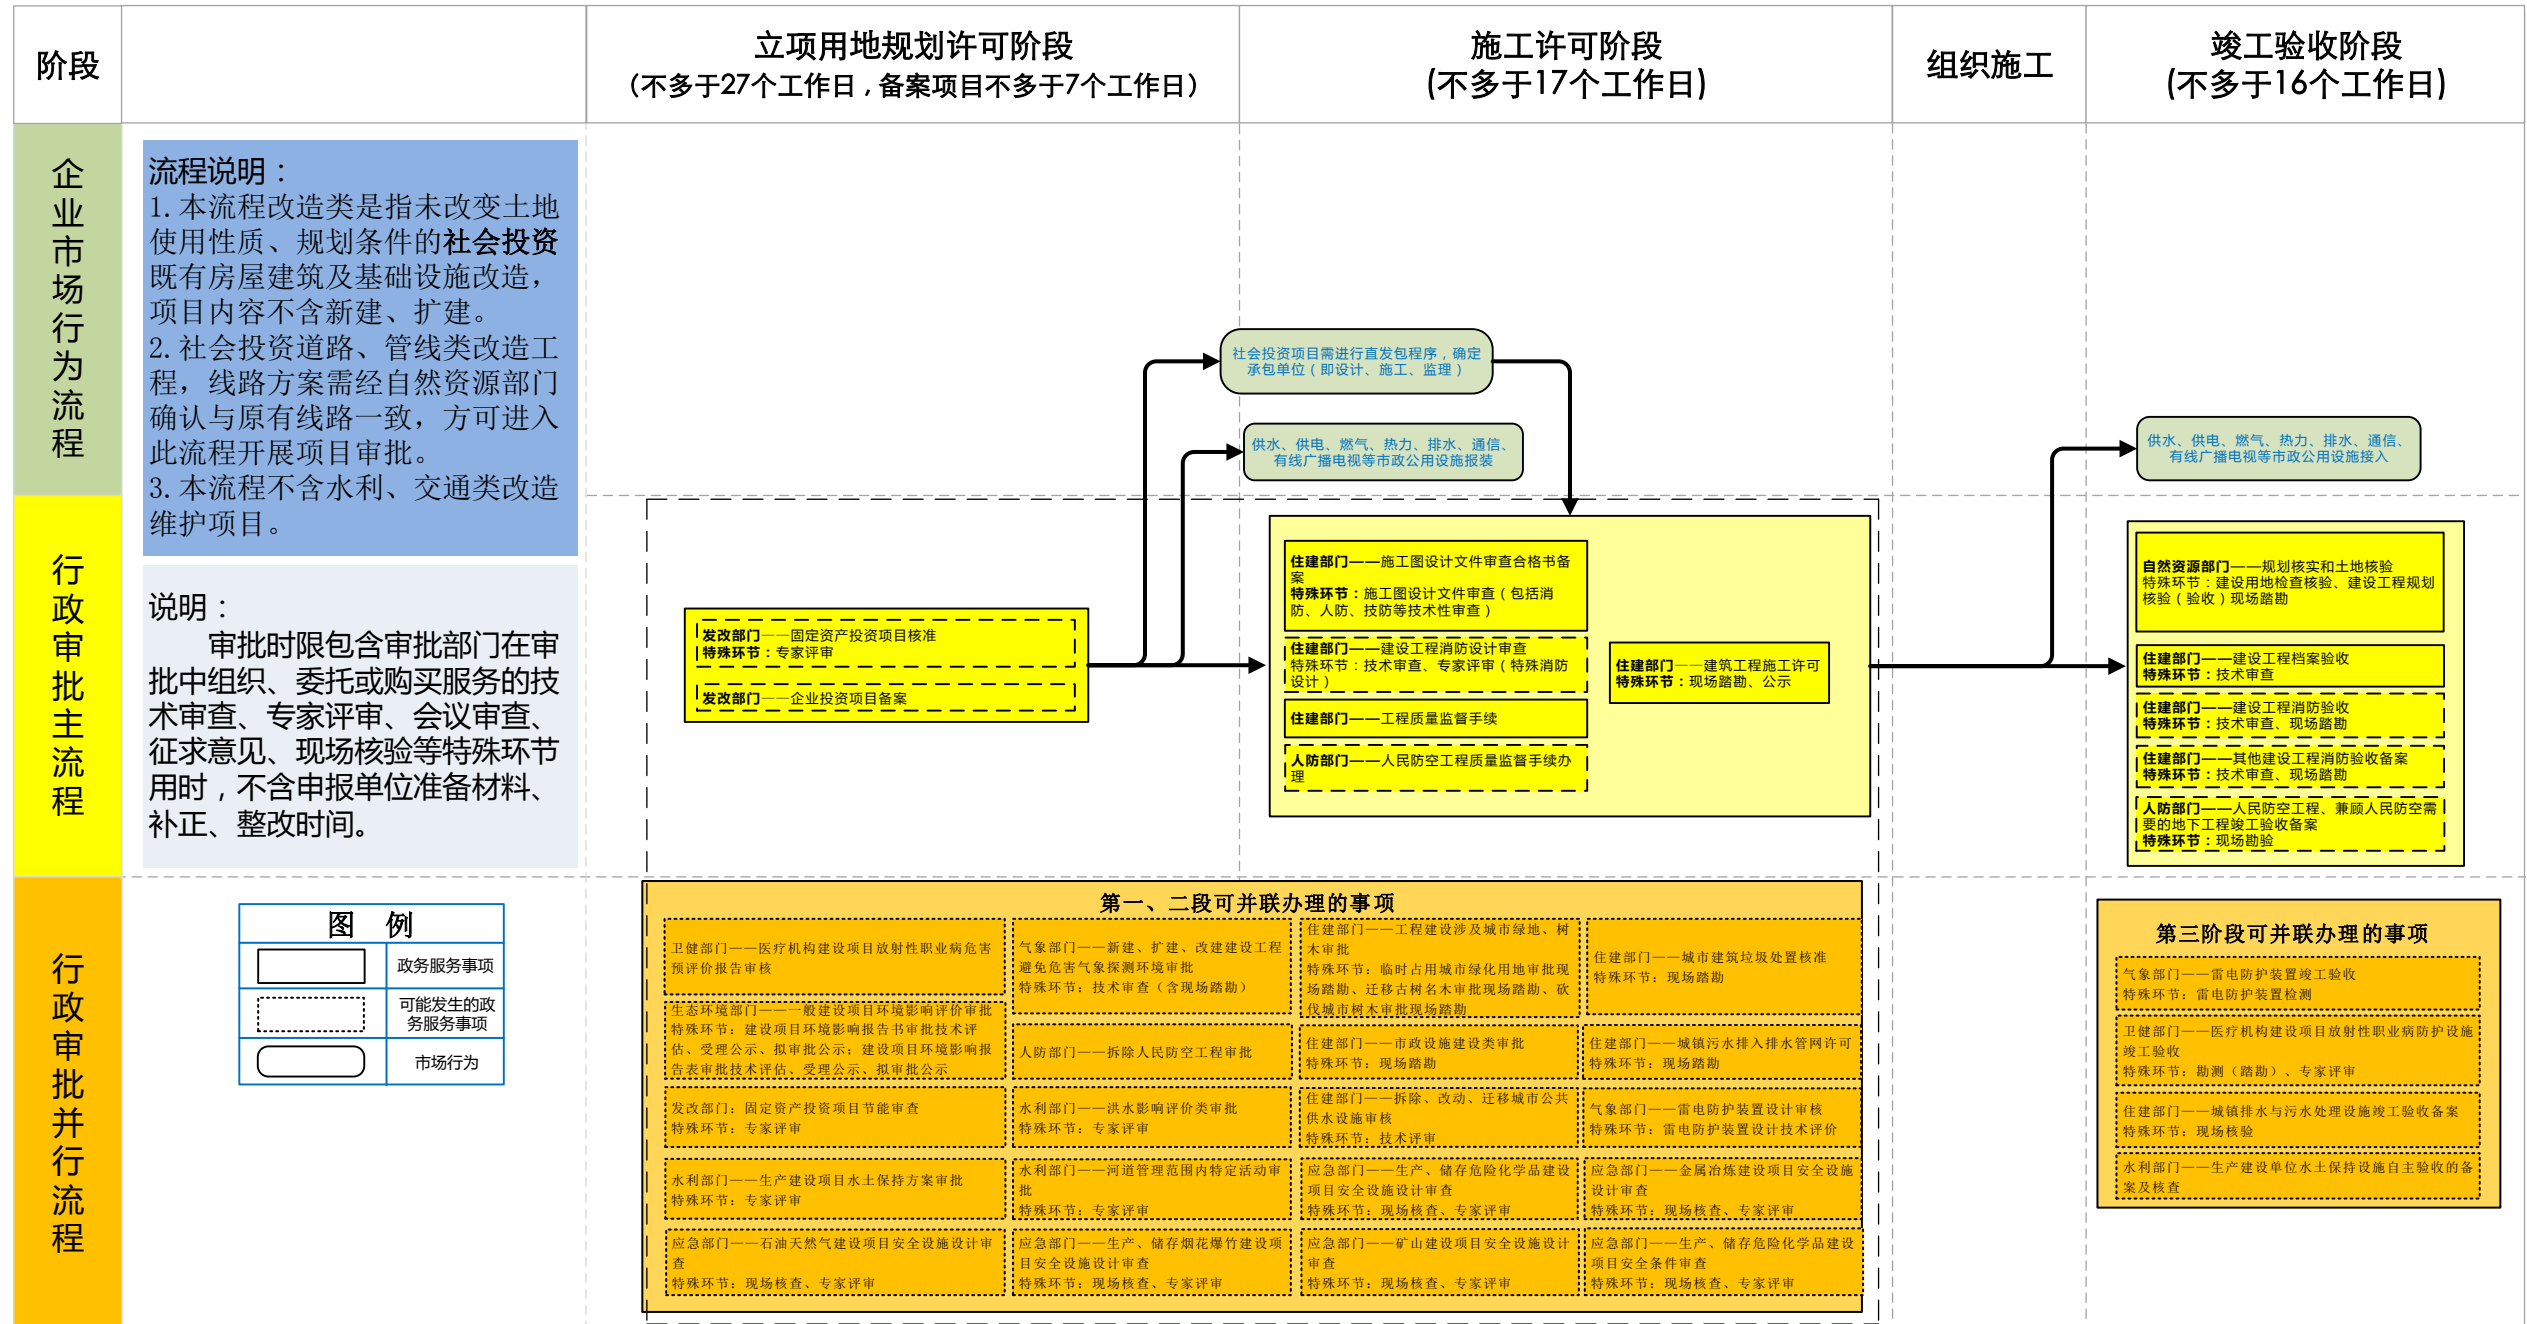 阶段
立项用地规划许可阶段
（不多于27个工作日，备案项目不多于7个工作日）
施工许可阶段
(不多于17个工作日)
组织施工
竣工验收阶段
(不多于16个工作日)
企业市场行为流程
流程说明：
1.本流程改造类是指未改变土地
使用性质、规划条件的社会投资
既有房屋建筑及基础设施改造，
项目内容不含新建、扩建。
2.社会投资道路、管线类改造工
程，线路方案需经自然资源部门
确认与原有线路一致，方可进入
此流程开展项目审批。
3.本流程不含水利、交通类改造
维护项目。
社会投资项目需进行直发包程序，确定
承包单位（即设计、施工、监理）
供水、供电、燃气、热力、排水、通信、
有线广播电视等市政公用设施报装
供水、供电、燃气、热力、排水、通信、
有线广播电视等市政公用设施接入
行政审批主流程
说明：
审批时限包含审批部门在审
批中组织、委托或购买服务的技
术审查、专家评审、会议审查、
征求意见、现场核验等特殊环节
用时，不含申报单位准备材料、
补正、整改时间。
发改部门——固定资产投资项目核准
特殊环节：专家评审
发改部门——企业投资项目备案
住建部门——施工图设计文件审查合格书备
案
特殊环节：施工图设计文件审查（包括消
防、人防、技防等技术性审查）
住建部门——建设工程消防设计审查
特殊环节：技术审查、专家评审（特殊消防
设计）
住建部门——工程质量监督手续
人防部门——人民防空工程质量监督手续办
理
住建部门——建筑工程施工许可
特殊环节：现场踏勘、公示
自然资源部门——规划核实和土地核验
特殊环节：建设用地检查核验、建设工程规划
核验（验收）现场踏勘
住建部门——建设工程档案验收
特殊环节：技术审查
住建部门——建设工程消防验收
特殊环节：技术审查、现场踏勘
住建部门——其他建设工程消防验收备案
特殊环节：技术审查、现场踏勘
人防部门——人民防空工程、兼顾人民防空需
要的地下工程竣工验收备案
特殊环节：现场勘验
行政审批并行流程
图 例
政务服务事项
可能发生的政
务服务事项
市场行为
第一、二段可并联办理的事项
卫健部门——医疗机构建设项目放射性职业病危害
预评价报告审核
气象部门——新建、扩建、改建建设工程
避免危害气象探测环境审批
特殊环节：技术审查（含现场踏勘）
住建部门——工程建设涉及城市绿地、树
木审批
特殊环节：临时占用城市绿化用地审批现
场踏勘、迁移古树名木审批现场踏勘、砍
伐城市树木审批现场踏勘
住建部门——城市建筑垃圾处置核准
特殊环节：现场踏勘
生态环境部门——一般建设项目环境影响评价审批
特殊环节：建设项目环境影响报告书审批技术评
估、受理公示、拟审批公示；建设项目环境影响报
告表审批技术评估、受理公示、拟审批公示
人防部门——拆除人民防空工程审批
住建部门——市政设施建设类审批
特殊环节：现场踏勘
住建部门——城镇污水排入排水管网许可
特殊环节：现场踏勘
发改部门：固定资产投资项目节能审查
特殊环节：专家评审
水利部门——洪水影响评价类审批
特殊环节：专家评审
住建部门——拆除、改动、迁移城市公共
供水设施审核
特殊环节：技术评审
气象部门——雷电防护装置设计审核
特殊环节：雷电防护装置设计技术评价
水利部门——生产建设项目水土保持方案审批
特殊环节：专家评审
水利部门——河道管理范围内特定活动审
批
特殊环节：专家评审
应急部门——生产、储存危险化学品建设
项目安全设施设计审查
特殊环节：现场核查、专家评审
应急部门——金属冶炼建设项目安全设施
设计审查
特殊环节：现场核查、专家评审
应急部门——石油天然气建设项目安全设施设计审
查
特殊环节：现场核查、专家评审
应急部门——生产、储存烟花爆竹建设项
目安全设施设计审查
特殊环节：现场核查、专家评审
应急部门——矿山建设项目安全设施设计
审查
特殊环节：现场核查、专家评审
应急部门——生产、储存危险化学品建设
项目安全条件审查
特殊环节：现场核查、专家评审
第三阶段可并联办理的事项
气象部门——雷电防护装置竣工验收
特殊环节：雷电防护装置检测
卫健部门——医疗机构建设项目放射性职业病防护设施
竣工验收
特殊环节：勘测（踏勘）、专家评审
住建部门——城镇排水与污水处理设施竣工验收备案
特殊环节：现场核验
水利部门——生产建设单位水土保持设施自主验收的备
案及核查